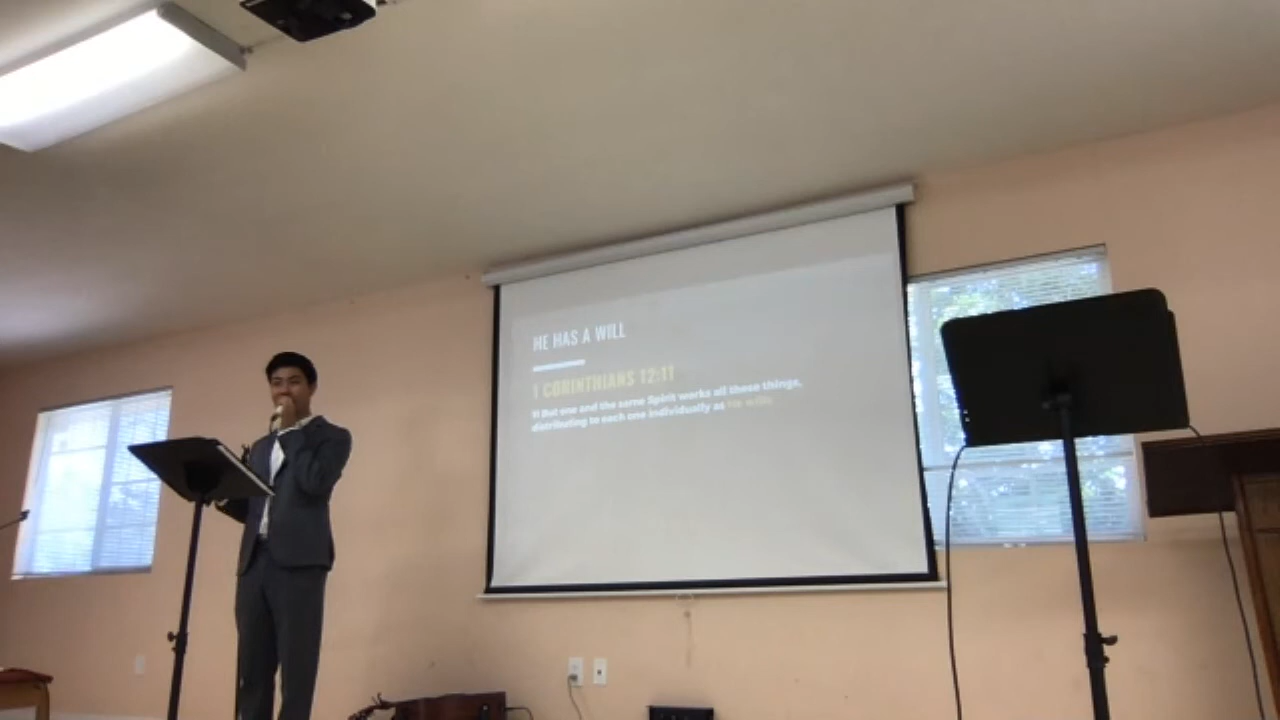 HE HAS A WILL
1 CORINTHIANS 12:11
11 But one and the same Spirit works all these things,
distributing to each one individually as He wills